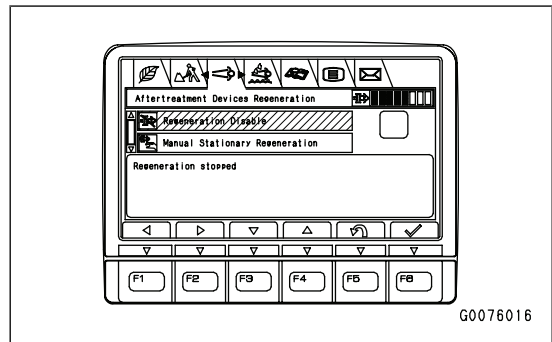 Aftertreatment Devices Regeneration
Regeneration Disable
Manual Stationary Regeneration
Regeneration stopped
F1 F2 F3 F4 F5 F6
G0076016